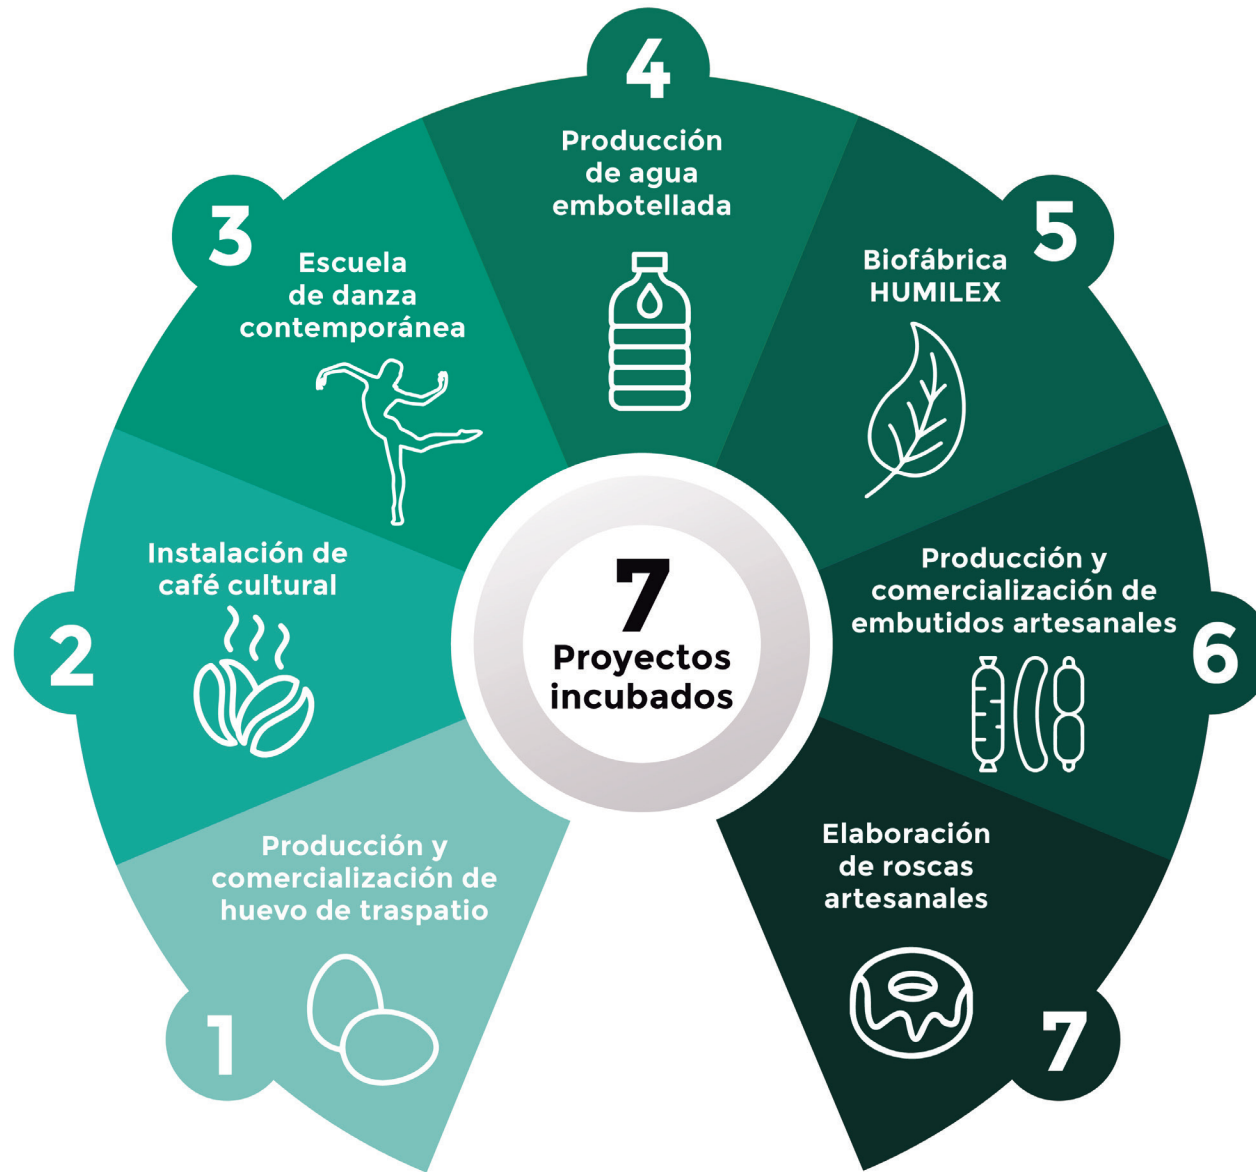 7
Proyectos
incubados
1
Producción y
comercialización de
huevo de traspatio
2
Instalación de
café cultural
3
Escuela
de danza
contemporánea
4
Producción
de agua
embotellada
5
Biofábrica
HUMILEX
6
Producción y
comercialización de
embutidos artesanales
7
Elaboración
de roscas
artesanales